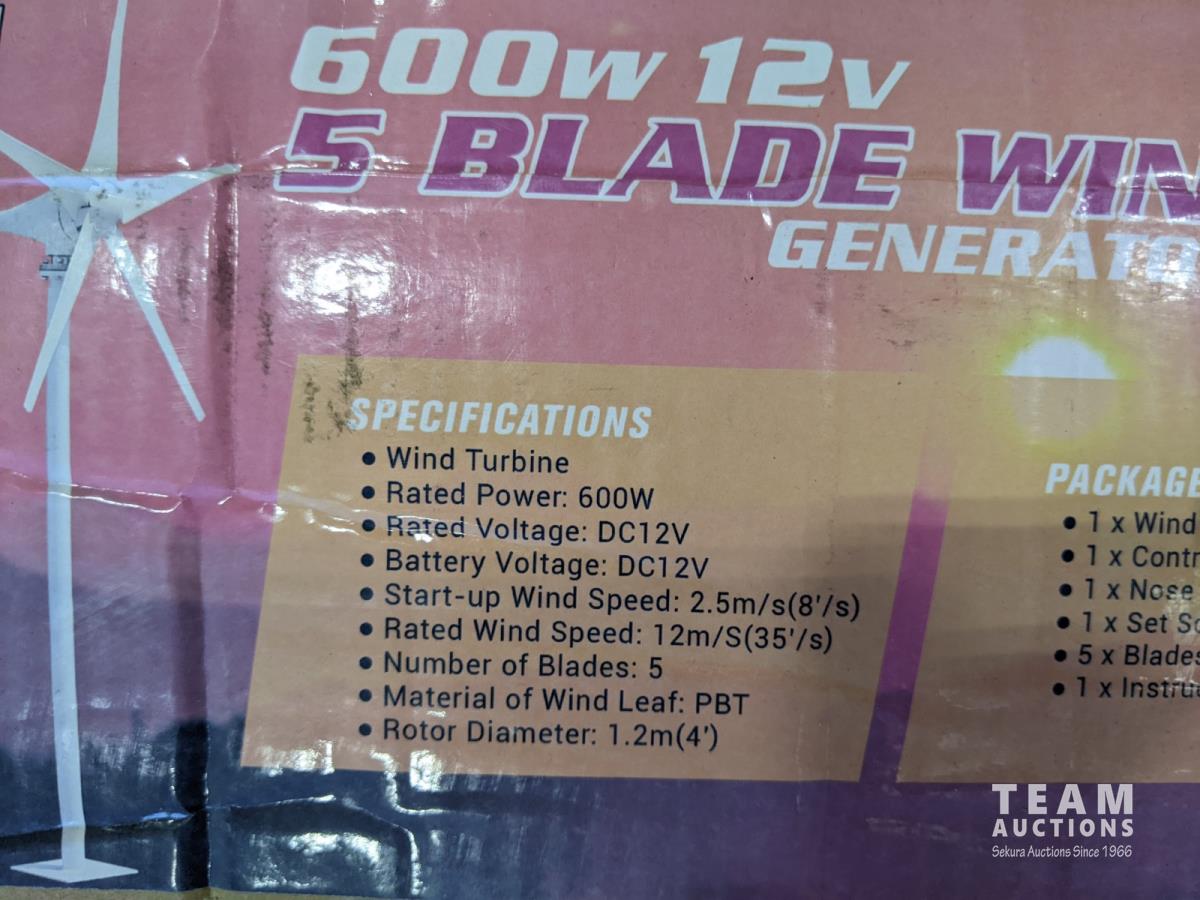 600w 12v
5 BLADE WIN
GENERATO
SPECIFICATIONS
• Wind Turbine
• Rated Power: 600W
• Rated Voltage: DC12V
• Battery Voltage: DC12V
• Start-up Wind Speed: 2.5m/s(8'/s)
• Rated Wind Speed: 12m/S(35'/s)
• Number of Blades: 5
• Material of Wind Leaf: PBT
• Rotor Diameter: 1.2m(4')
PACKAGE
• 1 x Wind
• 1 x Contr
• 1 x Nose
• 1 x Set
• 5 x Blades
• 1 x Instru
TEAM
AUCTIONS
Sekura Auctions Since 1966